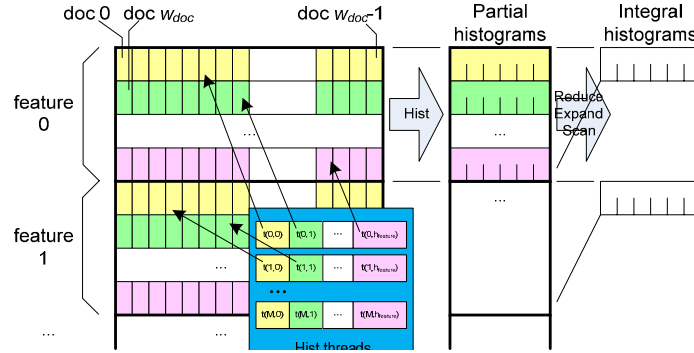 doc 0 doc w_doc doc w_doc-1
Partial histograms
Integral histograms
feature 0
...
Hist
...
Reduce Expand Scan
feature 1
...
...
t(0,0) t(0,1) ... t(0,h_feature)
t(1,0) t(1,1) ... t(1,h_feature)
...
t(M,0) t(M,1) ... t(M,h_feature)
Hist threads
...
...
...